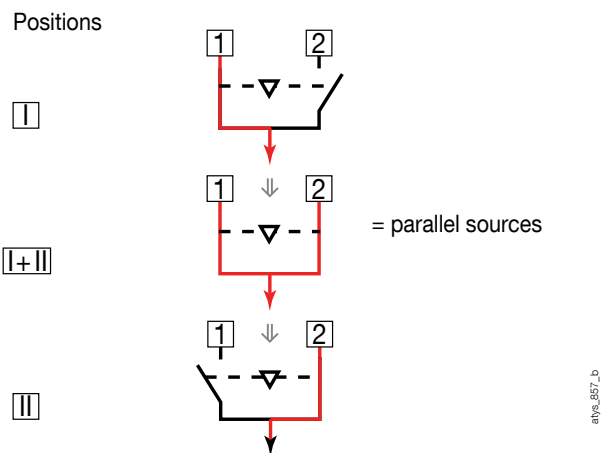 Positions
1 2
I
1 2
= parallel sources
I+II
1 2
II
atys_857_b